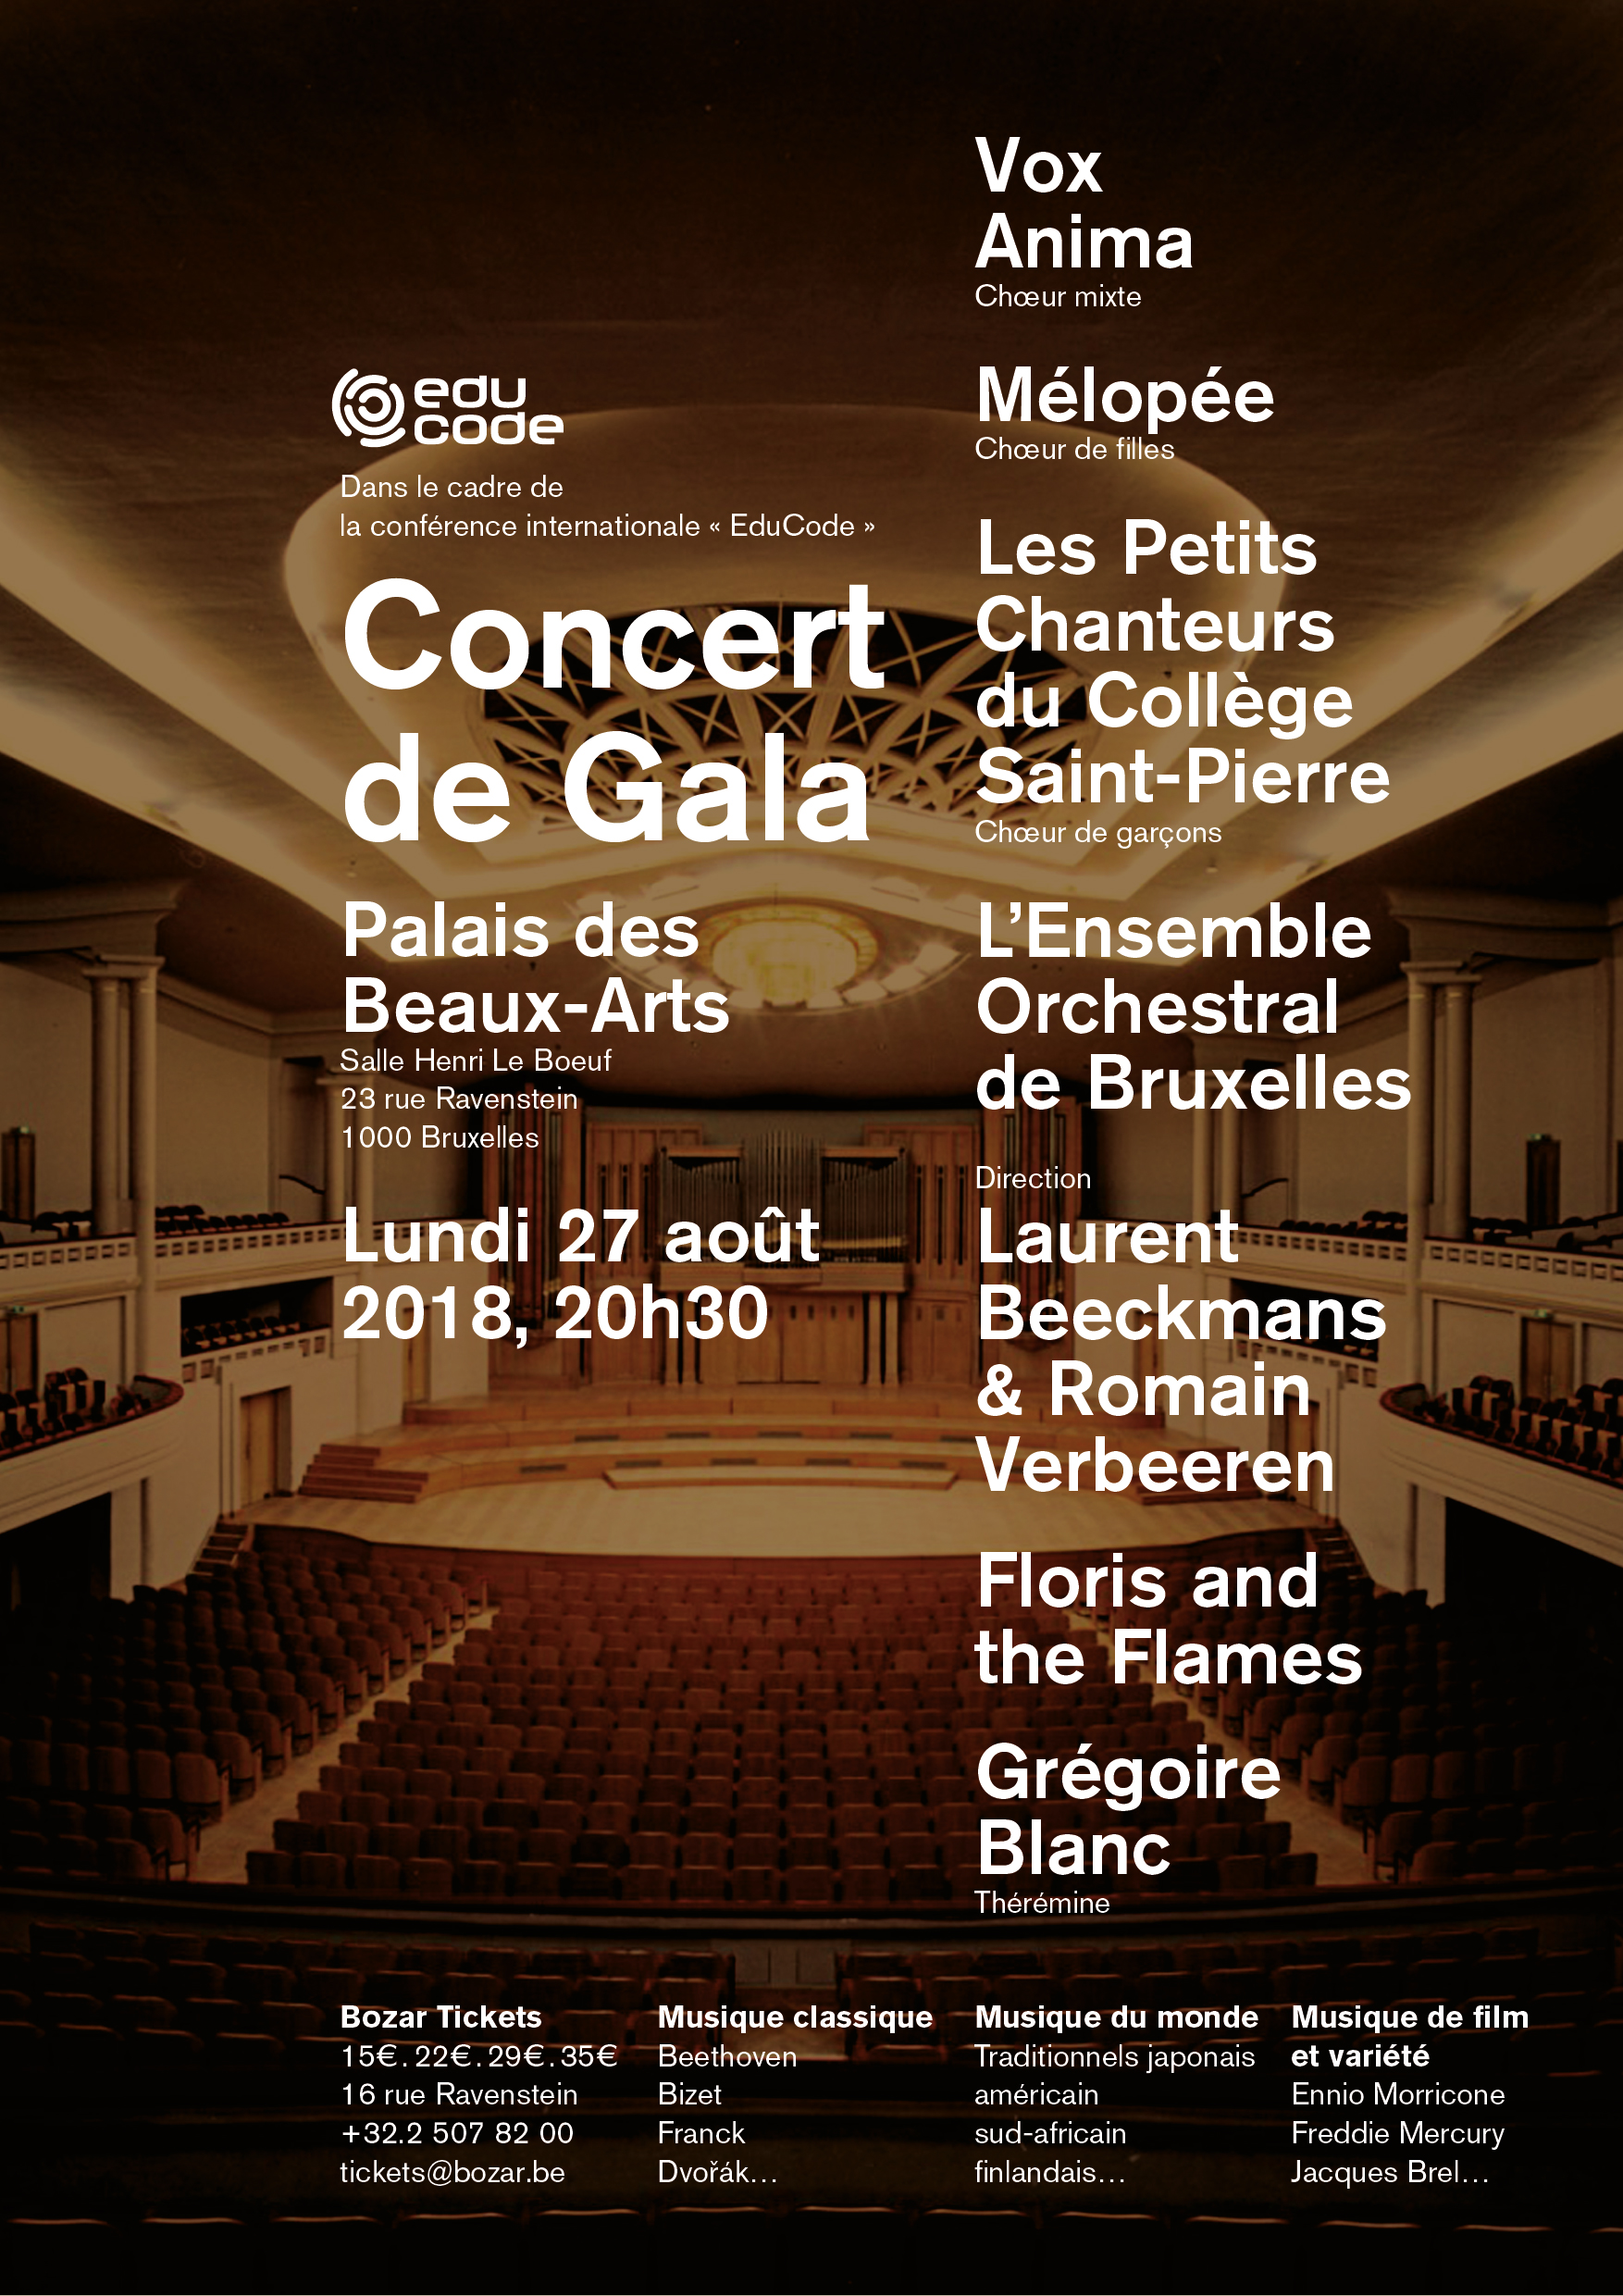 edu
code
Dans le cadre de
la conférence internationale « EduCode »
Concert
de Gala
Palais des
Beaux-Arts
Salle Henri Le Boeuf
23 rue Ravenstein
1000 Bruxelles
Lundi 27 août
2018, 20h30
Vox
Anima
Chœur mixte
Mélopée
Chœur de filles
Les Petits
Chanteurs
du Collège
Saint-Pierre
Chœur de garçons
L’Ensemble
Orchestral
de Bruxelles
Direction
Laurent
Beeckmans
& Romain
Verbeeren
Floris and
the Flames
Grégoire
Blanc
Thérémine
Bozar Tickets
15€.22€.29€.35€
16 rue Ravenstein
+32.2 507 82 00
tickets@bozar.be
Musique classique
Beethoven
Bizet
Franck
Dvořák…
Musique du monde
Traditionnels japonais
américain
sud-africain
finlandais…
Musique de film
et variété
Ennio Morricone
Freddie Mercury
Jacques Brel…